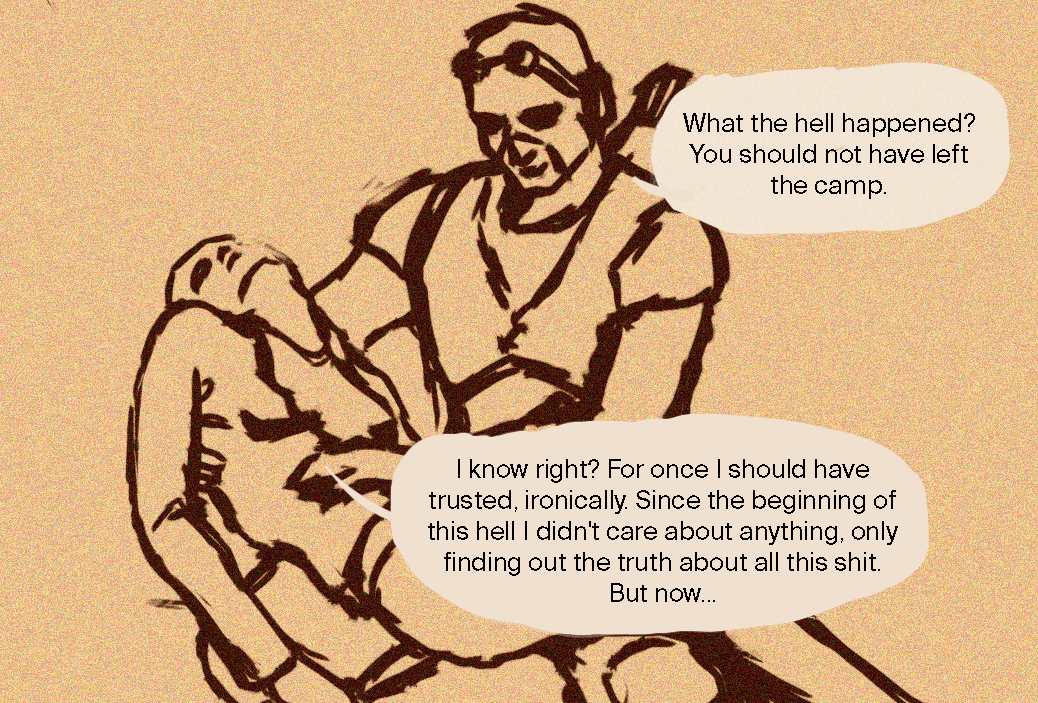 What the hell happened?
You should not have left
the camp.
I know right? For once I should have
trusted, ironically. Since the beginning of
this hell I didn't care about anything, only
finding out the truth about all this shit.
But now...